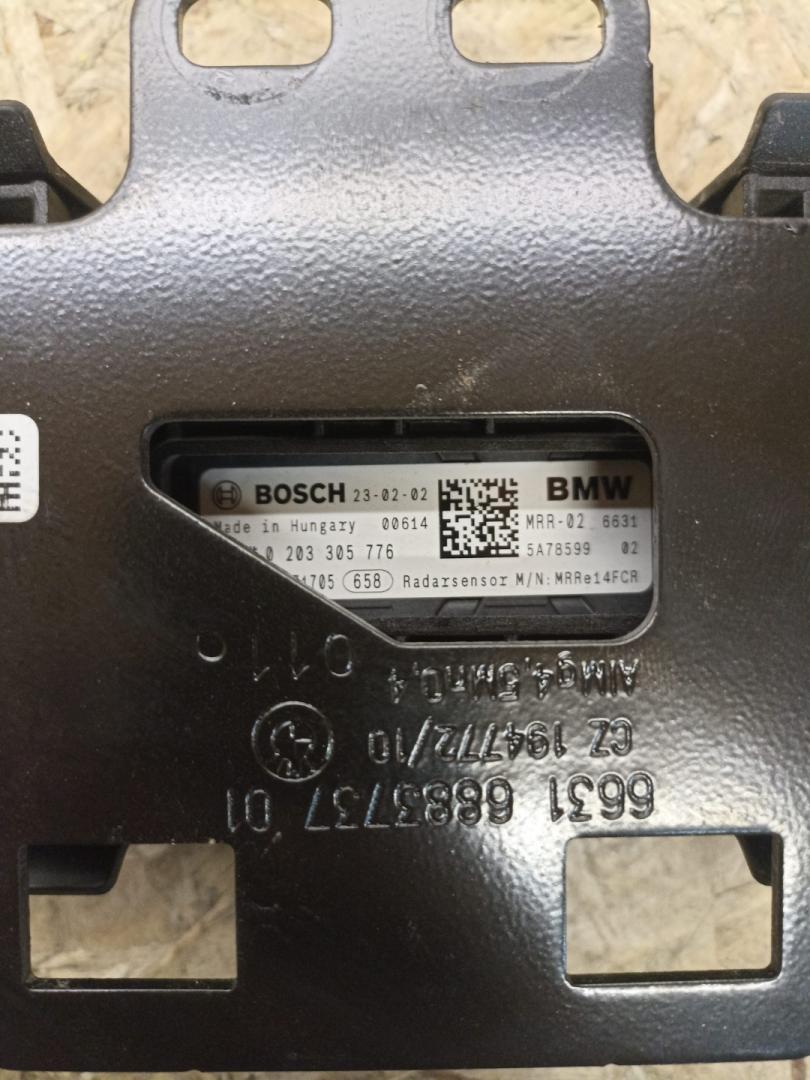 BOSCH 23-02-02 BMW
Made in Hungary 00614 MRR-02 6631
0 203 305 776 5A78599 02
1705 658 Radarsensor M/N: MRRe14FCR
6631 6883737 01
CZ 194772/10
AlMg4,5Mn0,4
011